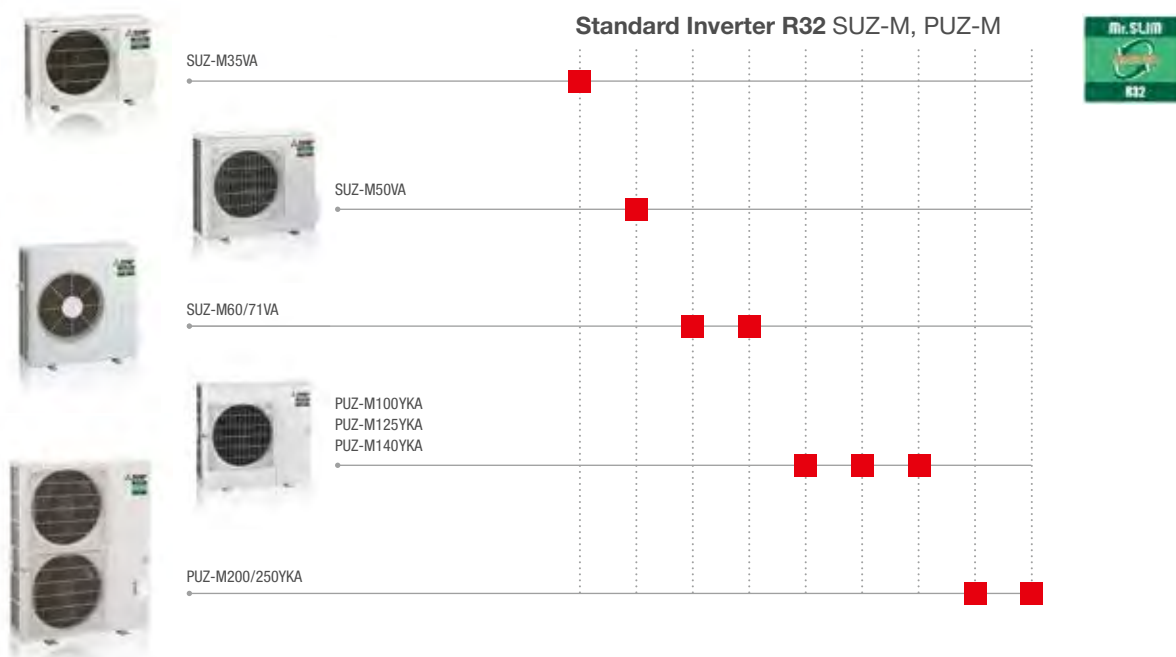 Standard Inverter R32 SUZ-M, PUZ-M
Mr.SLIM
R32
SUZ-M35VA
SUZ-M50VA
SUZ-M60/71VA
PUZ-M100YKA
PUZ-M125YKA
PUZ-M140YKA
PUZ-M200/250YKA